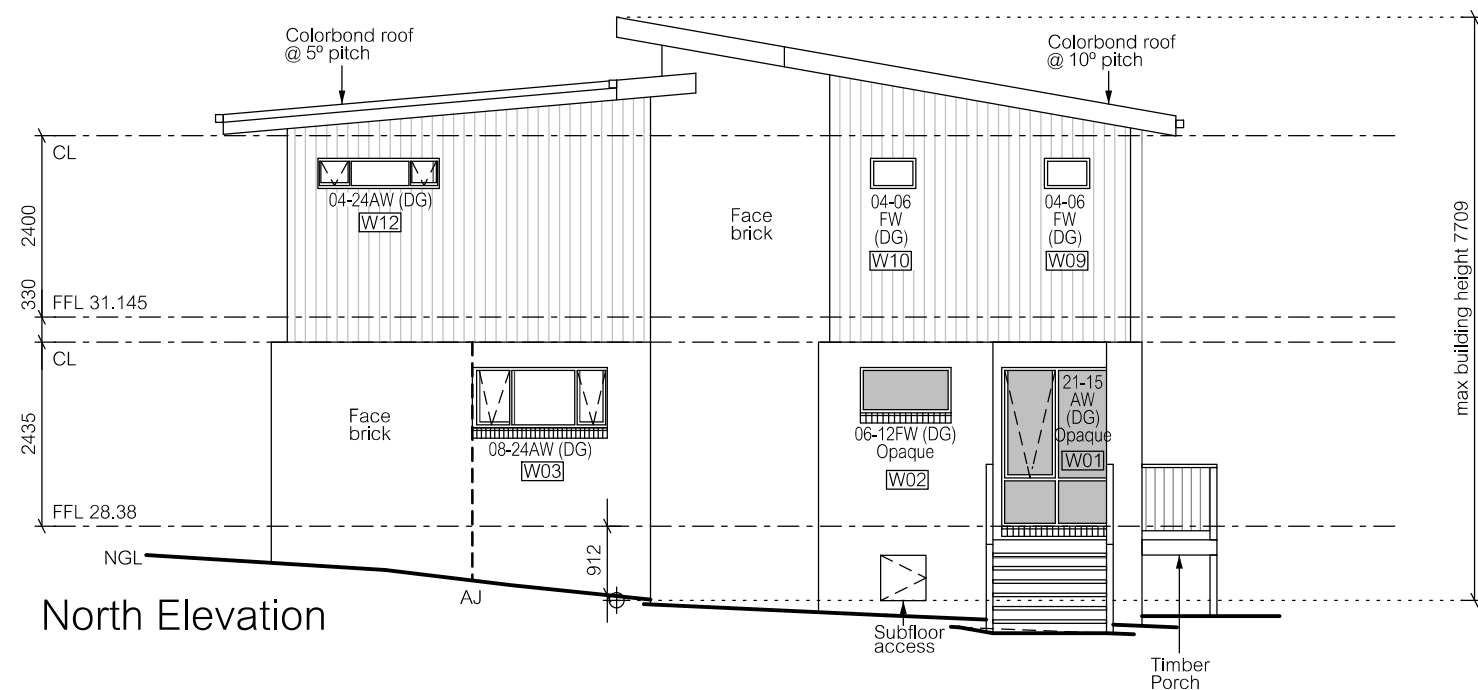 Colorbond roof
@ 5º pitch
Colorbond roof
@ 10º pitch
CL
04-24AW (DG)
W12
Face
brick
04-06
FW
(DG)
W10
04-06
FW
(DG)
W09
2400
330
FFL 31.145
max building height 7709
CL
2435
Face
brick
08-24AW (DG)
W03
06-12FW (DG)
Opaque
W02
21-15
AW
(DG)
Opaque
W01
FFL 28.38
912
NGL
AJ
North Elevation
Subfloor
access
Timber
Porch